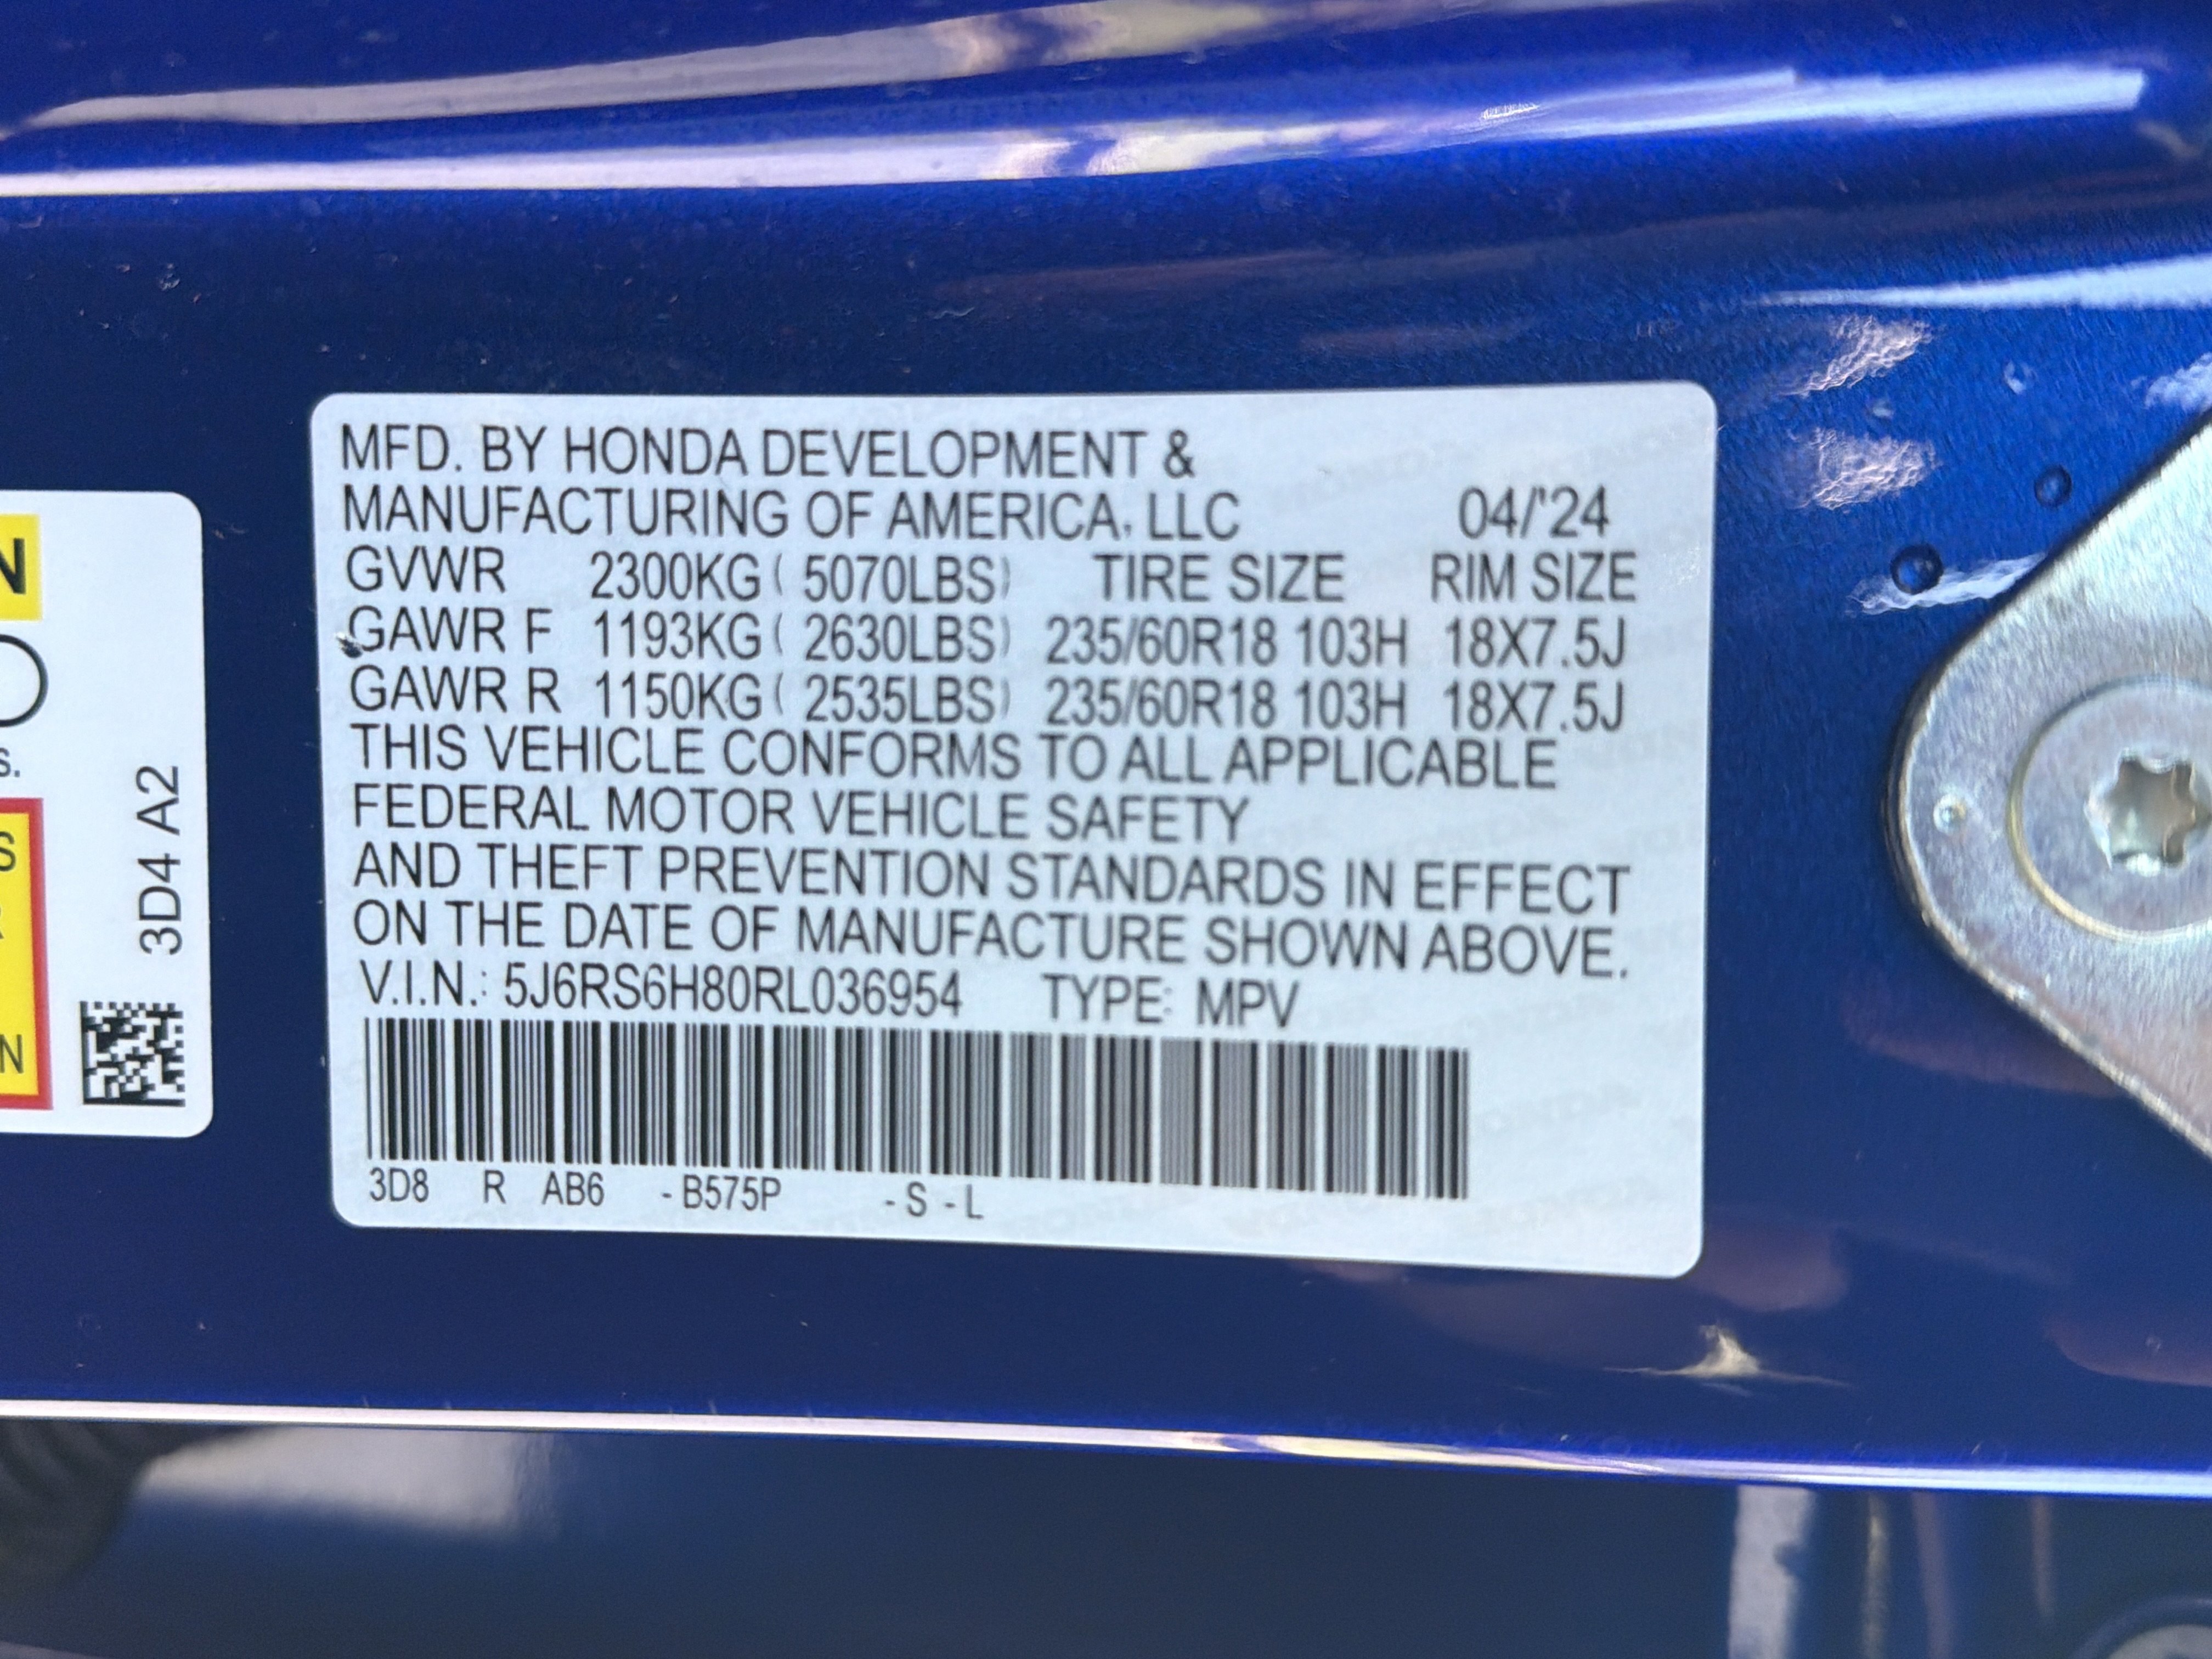 MFD. BY HONDA DEVELOPMENT &
MANUFACTURING OF AMERICA, LLC 04/'24
GVWR 2300KG ( 5070LBS) TIRE SIZE RIM SIZE
GAWR F 1193KG ( 2630LBS) 235/60R18 103H 18X7.5J
GAWR R 1150KG ( 2535LBS) 235/60R18 103H 18X7.5J
THIS VEHICLE CONFORMS TO ALL APPLICABLE
FEDERAL MOTOR VEHICLE SAFETY
AND THEFT PREVENTION STANDARDS IN EFFECT
ON THE DATE OF MANUFACTURE SHOWN ABOVE.
V.I.N.: 5J6RS6H80RL036954 TYPE: MPV
3D8 R AB6 - B575P - S - L
3D4 A2